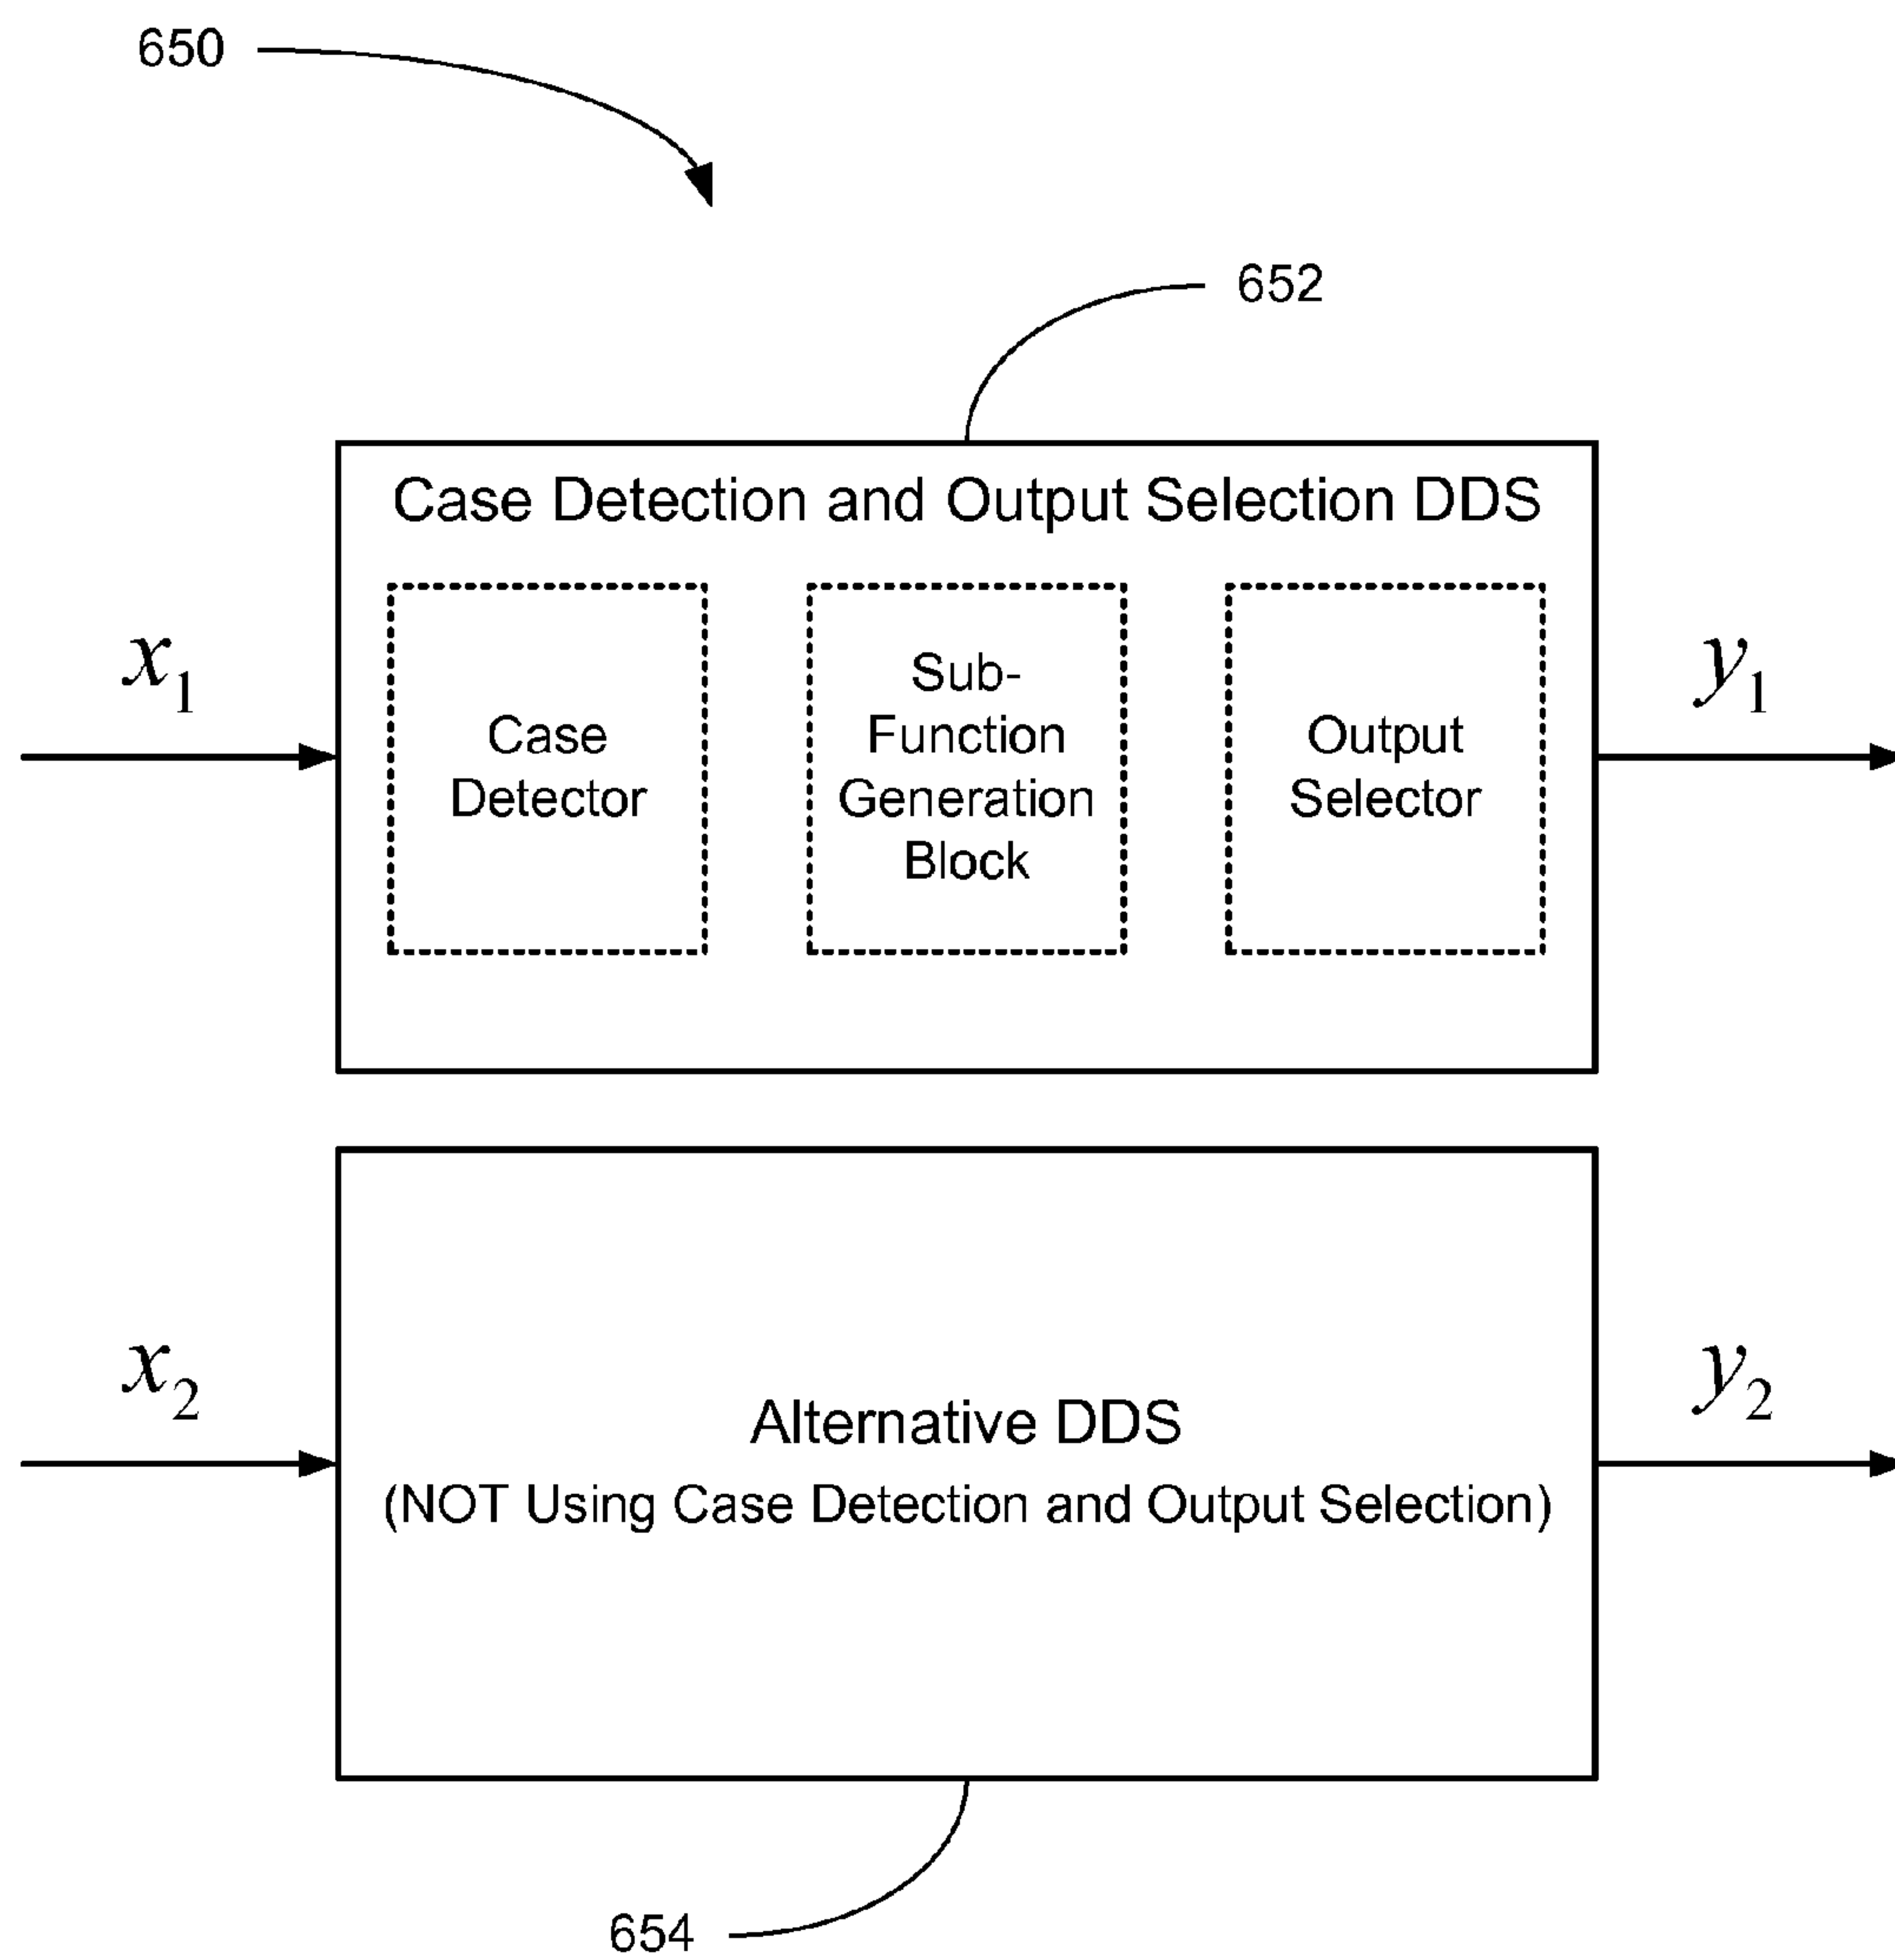 650
652
Case Detection and Output Selection DDS
x1
Case
Detector
Sub-
Function
Generation
Block
Output
Selector
y1
x2
Alternative DDS
(NOT Using Case Detection and Output Selection)
y2
654